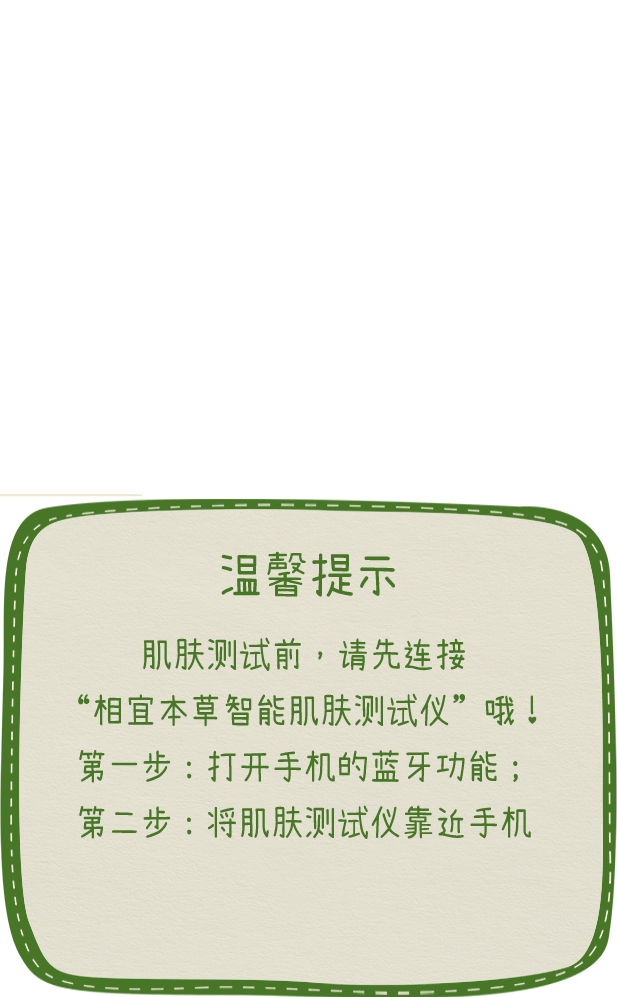 温馨提示
肌肤测试前，请先连接
“相宜本草智能肌肤测试仪”哦！
第一步：打开手机的蓝牙功能；
第二步：将肌肤测试仪靠近手机